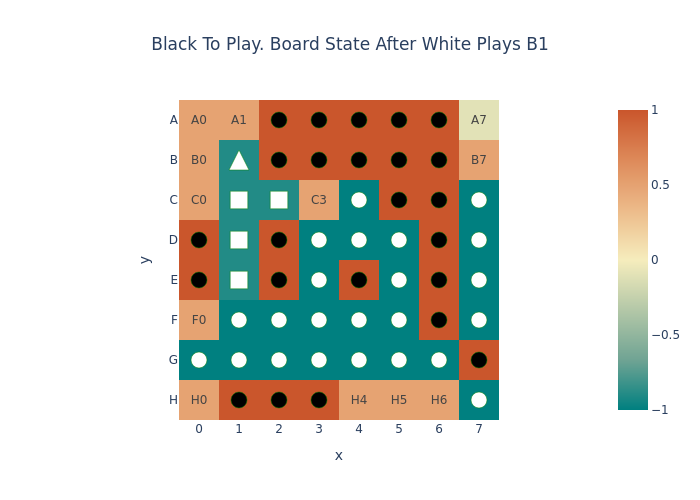 Black To Play. Board State After White Plays B1
A A0 A1 A7
B B0 B7
C C0 C3
D
E
F F0
G
H H0 H4 H5 H6
0 1 2 3 4 5 6 7
x
y
1
0.5
0
−0.5
−1